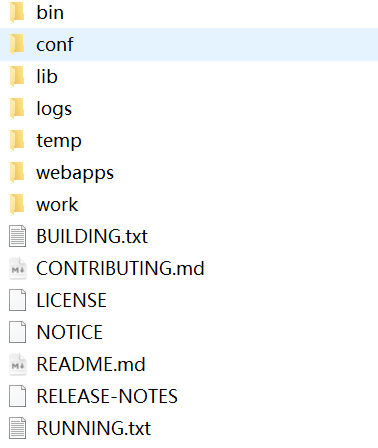 bin
conf
lib
logs
temp
webapps
work
BUILDING.txt
CONTRIBUTING.md
LICENSE
NOTICE
README.md
RELEASE-NOTES
RUNNING.txt